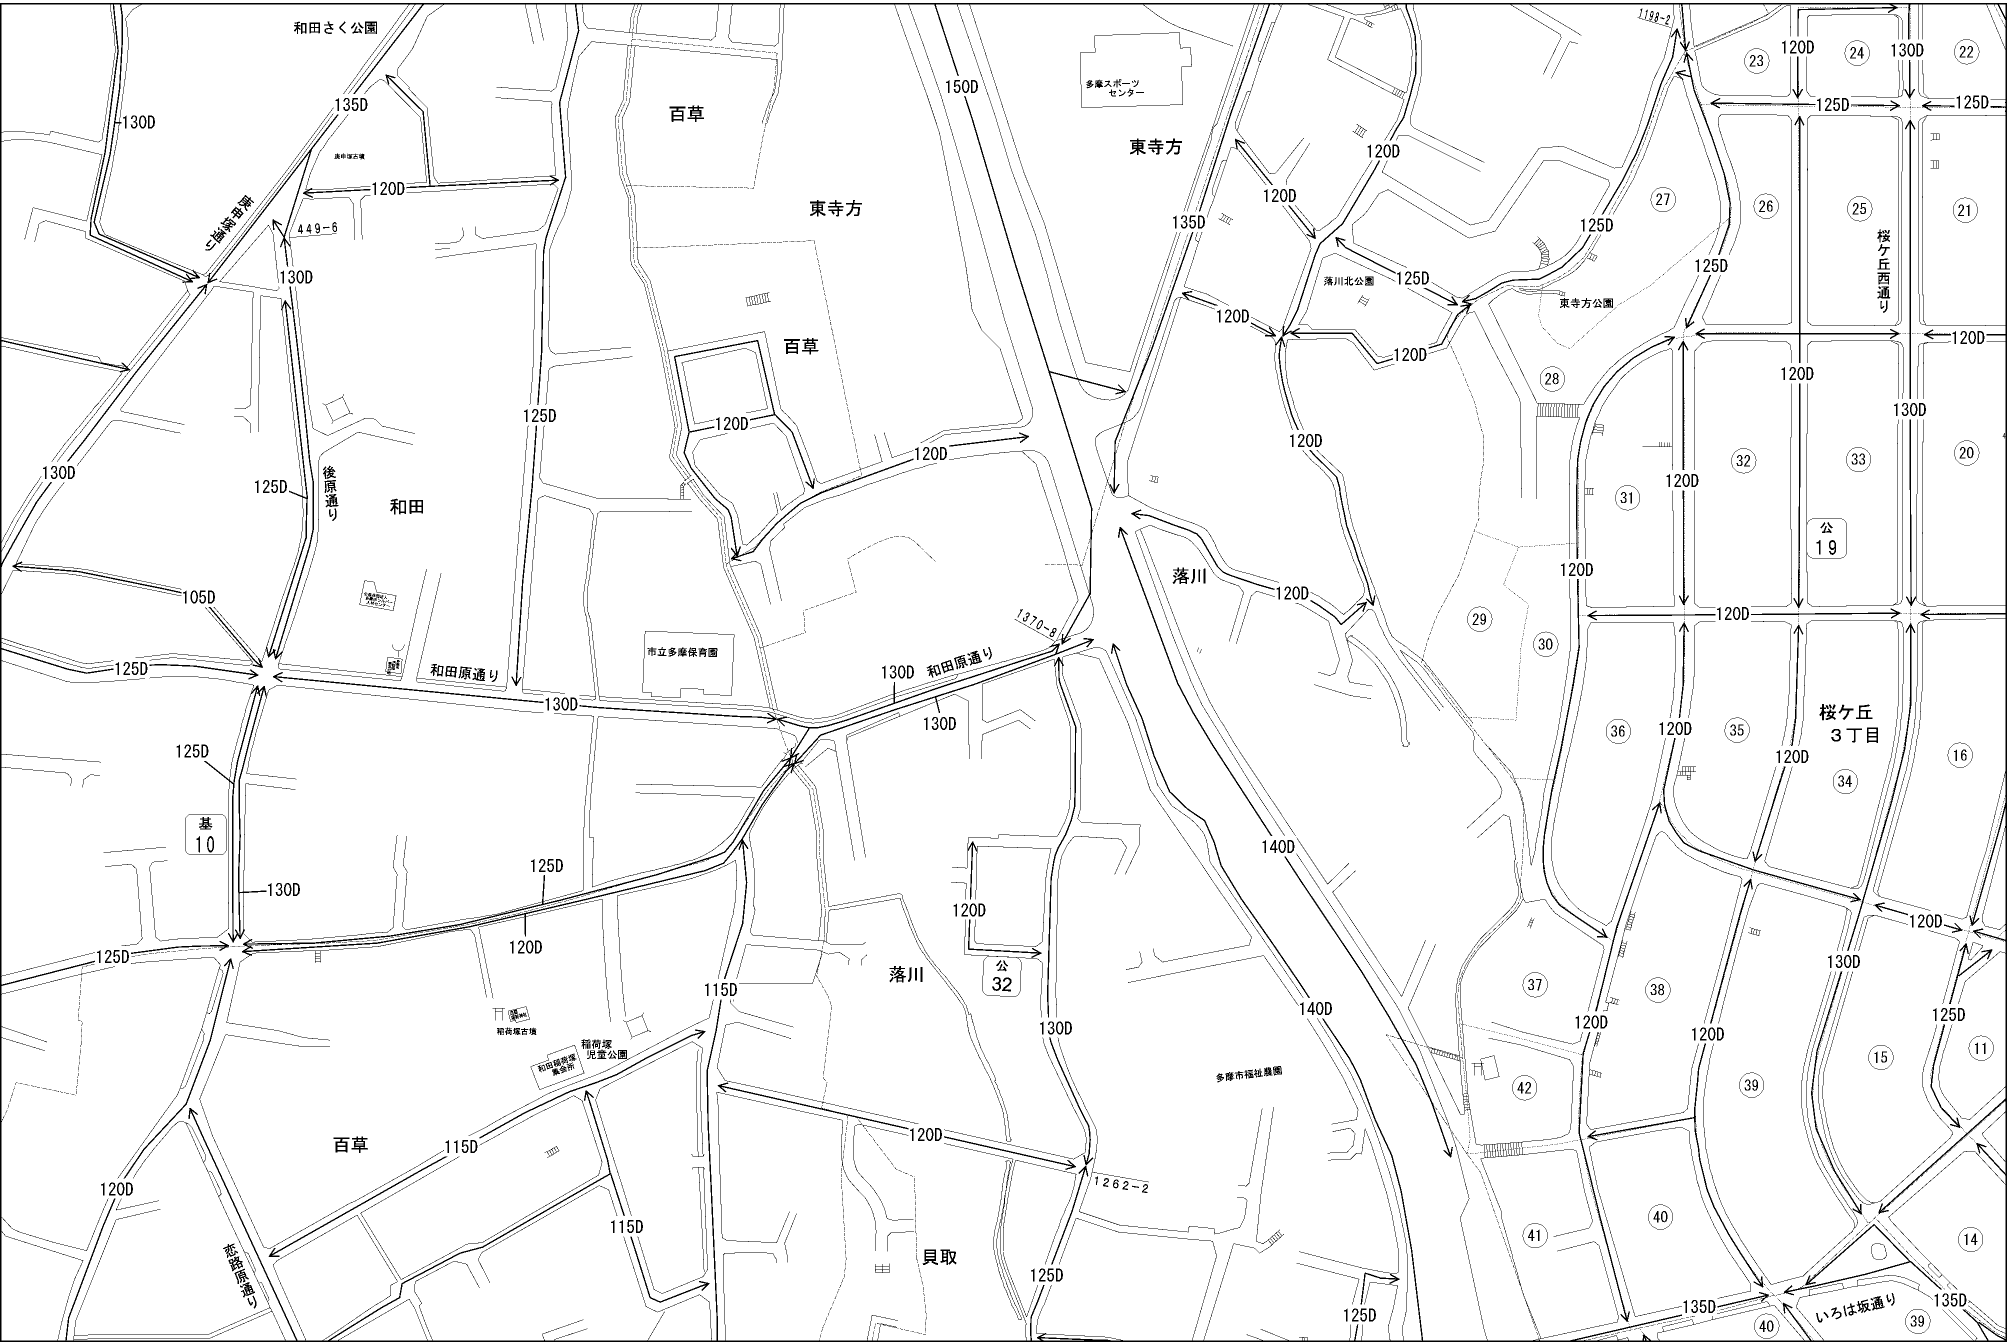 和田さく公園
1198-2
120D
24
130D
22
23
多摩スポーツ
センター
150D
百草
135D
130D
125D
125D
東寺方
120D
庚申塚古墳
120D
120D
27
26
25
21
東寺方
庚申塚通り
449-6
135D
125D
桜ケ丘西通り
130D
125D
125D
落川北公園
東寺方公園
120D
120D
120D
百草
28
120D
130D
125D
120D
120D
120D
130D
20
32
33
後原通り
125D
120D
31
和田
公
19
落川
120D
120D
105D
1370-8
120D
29
30
市立多摩保育園
125D
和田原通り
130D
和田原通り
130D
130D
桜ケ丘
3丁目
36
120D
35
120D
16
34
125D
基
10
140D
125D
130D
120D
120D
120D
125D
130D
落川
公
32
115D
37
38
140D
稲荷塚古墳
稲荷塚
児童公園
和田稲荷塚
集会所
130D
120D
120D
125D
15
11
多摩市福祉農園
42
39
120D
百草
115D
120D
1262-2
115D
40
41
14
恋路原通り
貝取
125D
125D
135D
いろは坂通り
135D
40
39